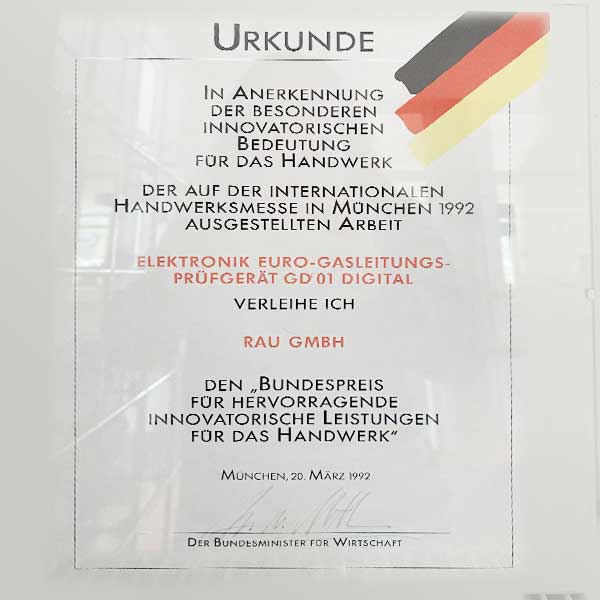 URKUNDE
IN ANERKENNUNG
DER BESONDEREN
INNOVATORISCHEN
BEDEUTUNG
FÜR DAS HANDWERK
DER AUF DER INTERNATIONALEN
HANDWERKSMESSE IN MÜNCHEN 1992
AUSGESTELLTEN ARBEIT
ELEKTRONIK EURO-GASLEITUNGS-
PRÜFGERÄT GD 01 DIGITAL
VERLEIHE ICH
RAU GMBH
DEN „BUNDESPREIS
FÜR HERVORRAGENDE
INNOVATORISCHE LEISTUNGEN
FÜR DAS HANDWERK“
MÜNCHEN, 20. MÄRZ 1992
DER BUNDESMINISTER FÜR WIRTSCHAFT